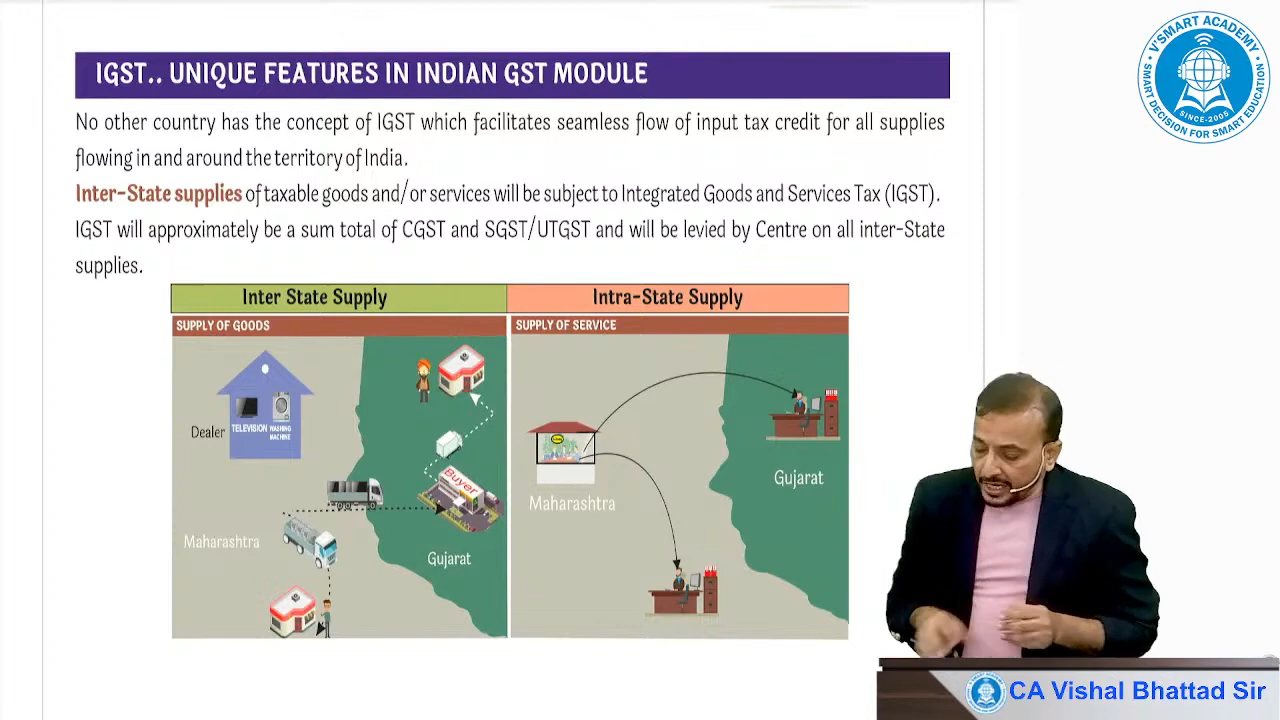 IGST.. UNIQUE FEATURES IN INDIAN GST MODULE
No other country has the concept of IGST which facilitates seamless flow of input tax credit for all supplies
flowing in and around the territory of India.
Inter-State supplies of taxable goods and/or services will be subject to Integrated Goods and Services Tax (IGST).
IGST will approximately be a sum total of CGST and SGST/UTGST and will be levied by Centre on all inter-State
supplies.
Inter State Supply
Intra-State Supply
SUPPLY OF GOODS
SUPPLY OF SERVICE
Dealer
TELEVISION
WASHING
MACHINE
Buyer
Maharashtra
Gujarat
Maharashtra
Gujarat
V'SMART ACADEMY
SINCE-2005
SMART DECISION FOR SMART EDUCATION
CA Vishal Bhattad Sir